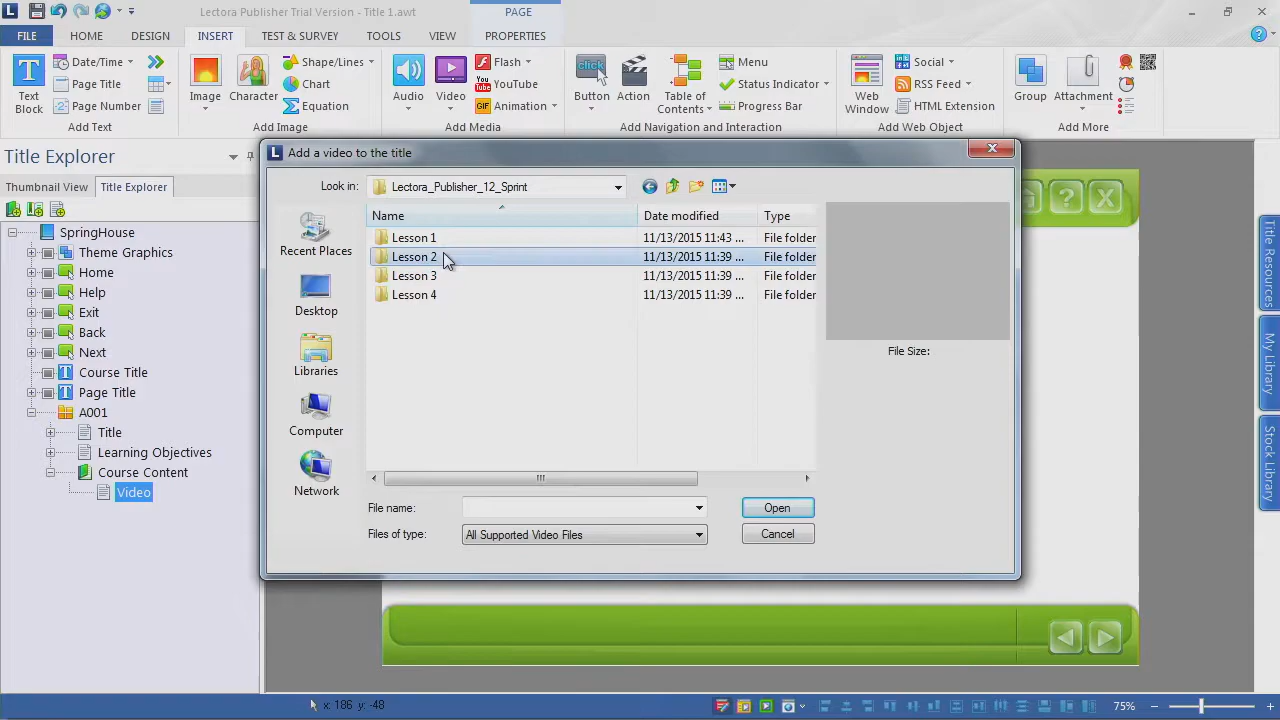 Lectora Publisher Trial Version - Title 1.awt
PAGE
FILE HOME DESIGN INSERT TEST & SURVEY TOOLS VIEW PROPERTIES
Text Block
Date/Time
Page Title
Page Number
Add Text
Image
Character
Shape/Lines
Chart
Equation
Add Image
Audio
Video
Flash
YouTube
Animation
Add Media
click
Button
Action
Table of Contents
Menu
Status Indicator
Progress Bar
Add Navigation and Interaction
Web Window
Social
RSS Feed
HTML Extension
Add Web Object
Group
Attachment
Add More
Title Explorer
Thumbnail View Title Explorer
SpringHouse
Theme Graphics
Home
Help
Exit
Back
Next
Course Title
Page Title
A001
Title
Learning Objectives
Course Content
Video
Add a video to the title
Look in: Lectora_Publisher_12_Sprint
Recent Places
Desktop
Libraries
Computer
Network
Name Date modified Type
Lesson 1 11/13/2015 11:43 ... File folder
Lesson 2 11/13/2015 11:39 ... File folder
Lesson 3 11/13/2015 11:39 ... File folder
Lesson 4 11/13/2015 11:39 ... File folder
File Size:
File name: Open
Files of type: All Supported Video Files Cancel
Title Resources
My Library
Stock Library
x: 186 y: -48
75%